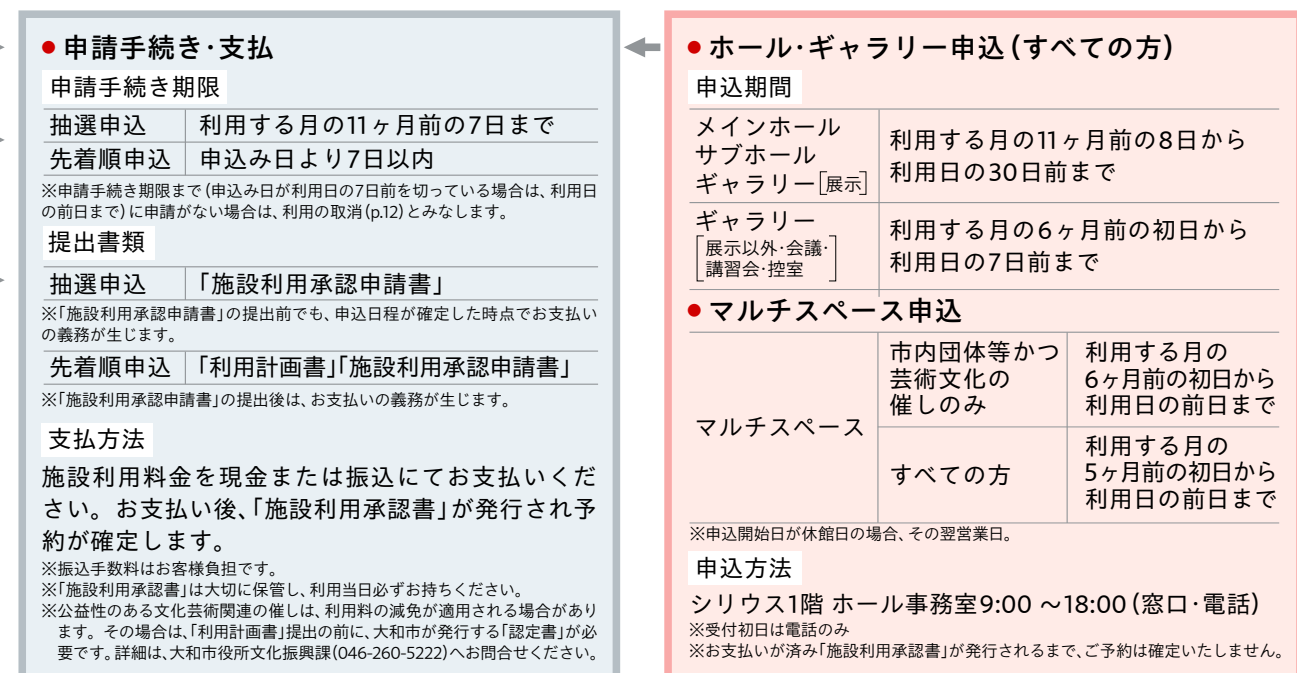 ●申請手続き・支払
申請手続き期限
抽選申込 利用する月の11ヶ月前の7日まで
先着順申込 申込み日より7日以内
※申請手続き期限まで(申込み日が利用日の7日前を切っている場合は、利用日
の前日まで)に申請がない場合は、利用の取消(p.12)とみなします。
提出書類
抽選申込 「施設利用承認申請書」
※「施設利用承認申請書」の提出前でも、申込日程が確定した時点でお支払い
の義務が生じます。
先着順申込 「利用計画書」「施設利用承認申請書」
※「施設利用承認申請書」の提出後は、お支払いの義務が生じます。
支払方法
施設利用料金を現金または振込にてお支払いくだ
さい。お支払い後、「施設利用承認書」が発行され予
約が確定します。
※振込手数料はお客様負担です。
※「施設利用承認書」は大切に保管し、利用当日必ずお持ちください。
※公益性のある文化芸術関連の催しは、利用料の減免が適用される場合があり
ます。その場合は、「利用計画書」提出の前に、大和市が発行する「認定書」が必
要です。詳細は、大和市役所文化振興課(046-260-5222)へお問合せください。
●ホール・ギャラリー申込(すべての方)
申込期間
メインホール
サブホール
ギャラリー[展示]
利用する月の11ヶ月前の8日から
利用日の30日前まで
ギャラリー
[展示以外・会議・
講習会・控室]
利用する月の6ヶ月前の初日から
利用日の7日前まで
●マルチスペース申込
マルチスペース
市内団体等かつ
芸術文化の
催しのみ
利用する月の
6ヶ月前の初日から
利用日の前日まで
すべての方
利用する月の
5ヶ月前の初日から
利用日の前日まで
※申込開始日が休館日の場合、その翌営業日。
申込方法
シリウス1階 ホール事務室9:00 ~18:00(窓口・電話)
※受付初日は電話のみ
※お支払いが済み「施設利用承認書」が発行されるまで、ご予約は確定いたしません。